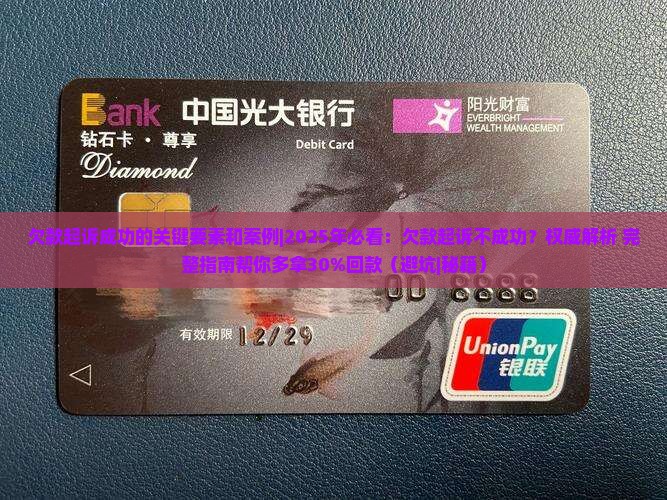 Bank 中国光大银行
阳光财富
EVERBRIGHT
WEALTH MANAGEMENT
钻石卡 · 尊享
Debit Card
Diamond
欠款起诉成功的关键要素和案例|2025年必看：欠款起诉不成功？权威解析 完
整指南帮你多拿30%回款（避坑|秘籍）
00 8888
有效期限 12/29
UnionPay
银联